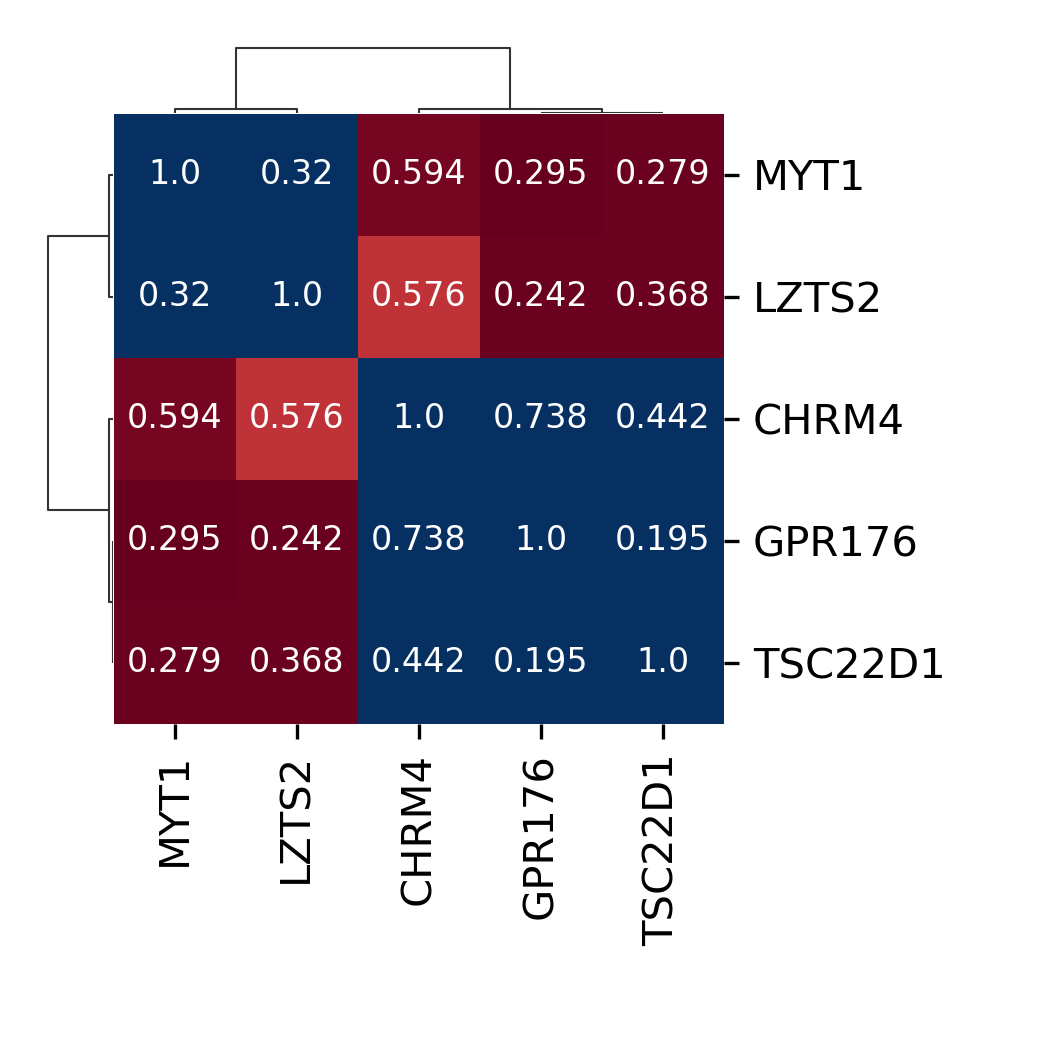 1.0 0.32 0.594 0.295 0.279 MYT1
0.32 1.0 0.576 0.242 0.368 LZTS2
0.594 0.576 1.0 0.738 0.442 CHRM4
0.295 0.242 0.738 1.0 0.195 GPR176
0.279 0.368 0.442 0.195 1.0 TSC22D1
MYT1
LZTS2
CHRM4
GPR176
TSC22D1